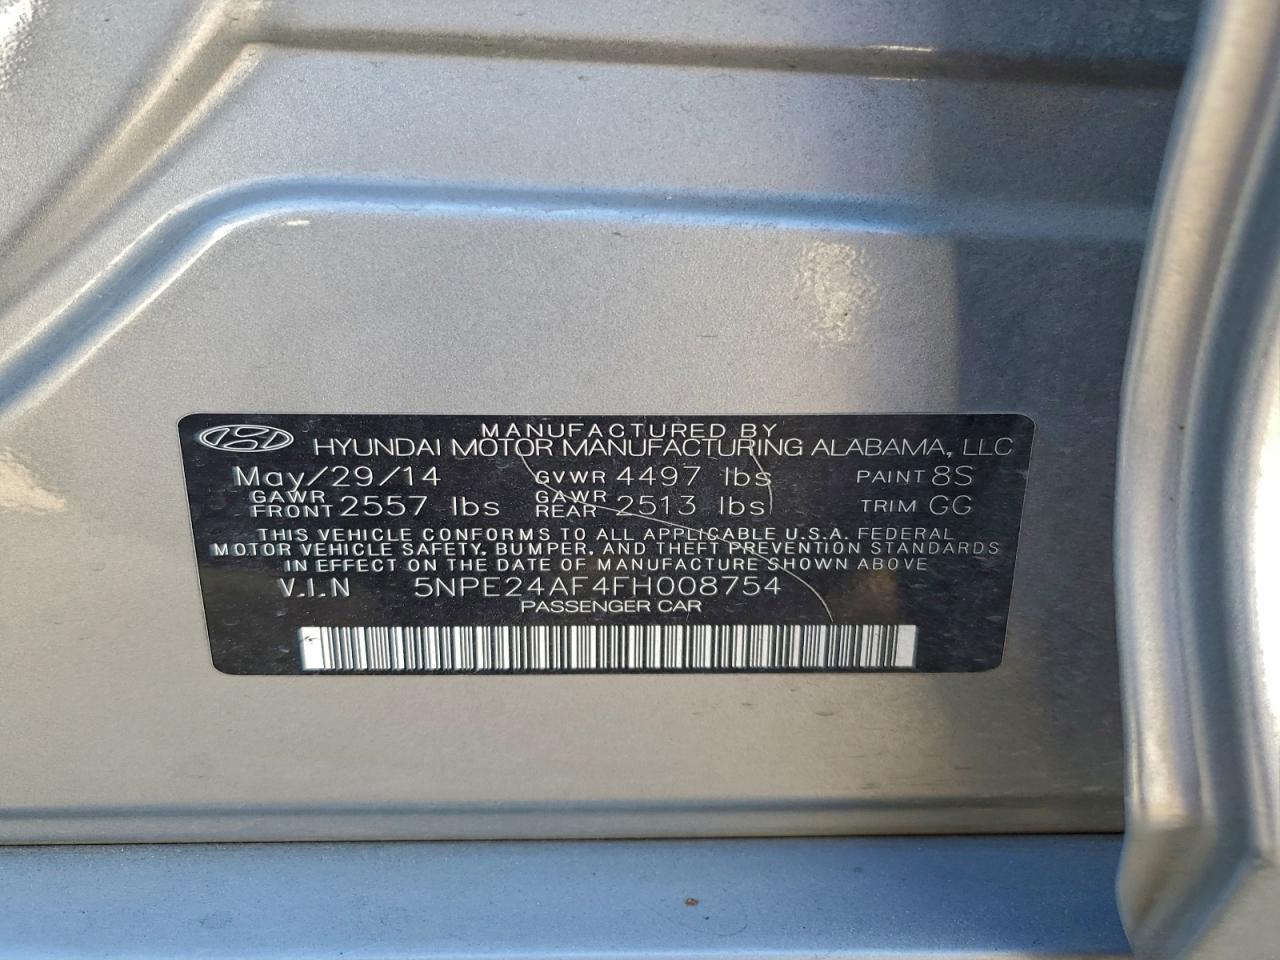 MANUFACTURED BY
HYUNDAI MOTOR MANUFACTURING ALABAMA, LLC
May/29/14 GVWR 4497 lbs PAINT 8S
GAWR FRONT 2557 lbs GAWR REAR 2513 lbs TRIM GG
THIS VEHICLE CONFORMS TO ALL APPLICABLE U.S.A. FEDERAL
MOTOR VEHICLE SAFETY, BUMPER, AND THEFT PREVENTION STANDARDS
IN EFFECT ON THE DATE OF MANUFACTURE SHOWN ABOVE
V.I.N 5NPE24AF4FH008754
PASSENGER CAR